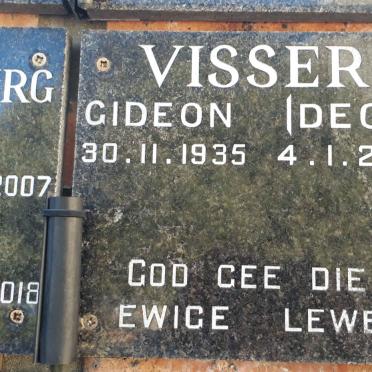 RG
2007
018
VISSER
GIDEON (DEO
30.11.1935 4.1.2
GOD GEE DIE
EWIGE LEWE